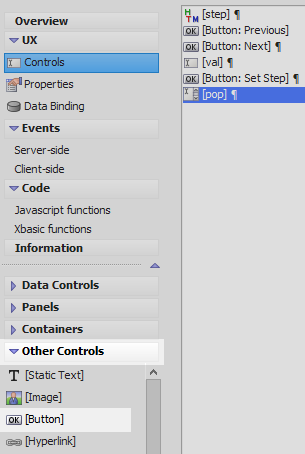 Overview
UX
Controls
Properties
Data Binding
Events
Server-side
Client-side
Code
Javascript functions
Xbasic functions
Information
Data Controls
Panels
Containers
Other Controls
T [Static Text]
[Image]
OK [Button]
[Hyperlink]
HTM [step] ¶
OK [Button: Previous]
OK [Button: Next] ¶
[val] ¶
OK [Button: Set Step] ¶
[pop] ¶